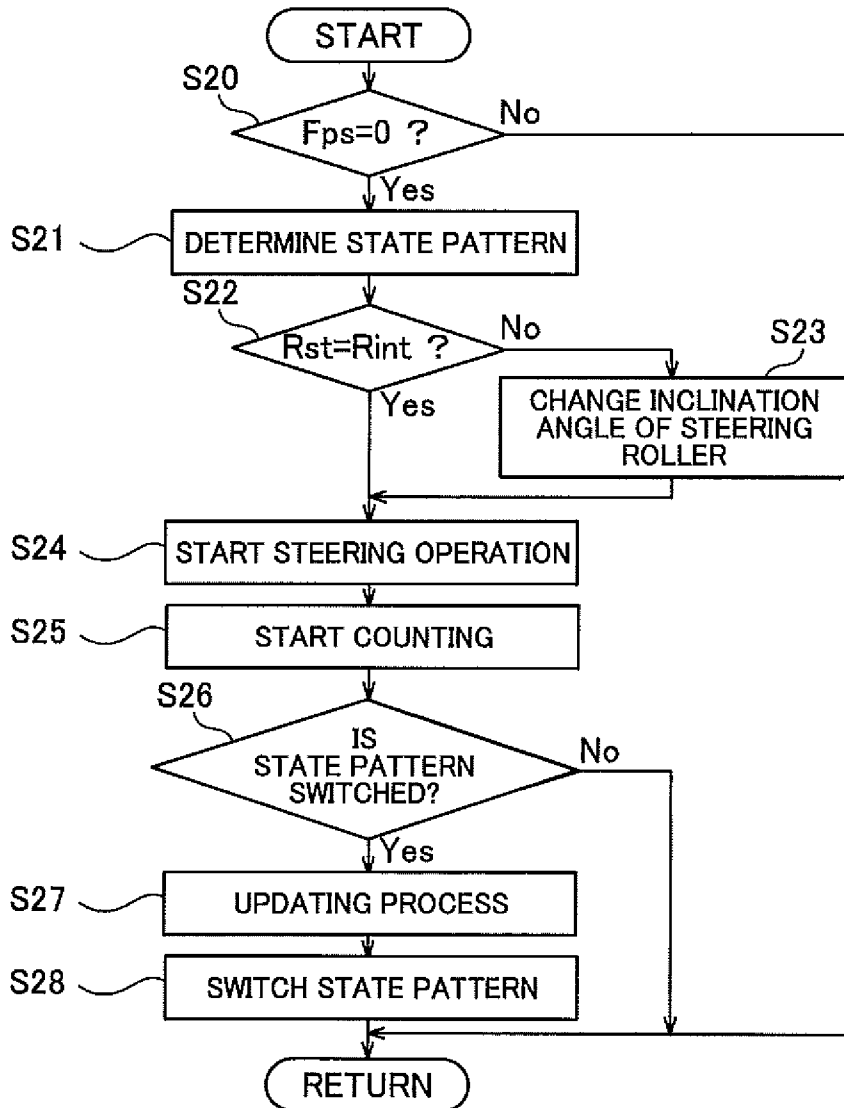 START
S20
Fps=0 ?
No
Yes
S21
DETERMINE STATE PATTERN
S22
Rst=Rint ?
No
Yes
S23
CHANGE INCLINATION
ANGLE OF STEERING
ROLLER
S24
START STEERING OPERATION
S25
START COUNTING
S26
IS
STATE PATTERN
SWITCHED?
No
Yes
S27
UPDATING PROCESS
S28
SWITCH STATE PATTERN
RETURN